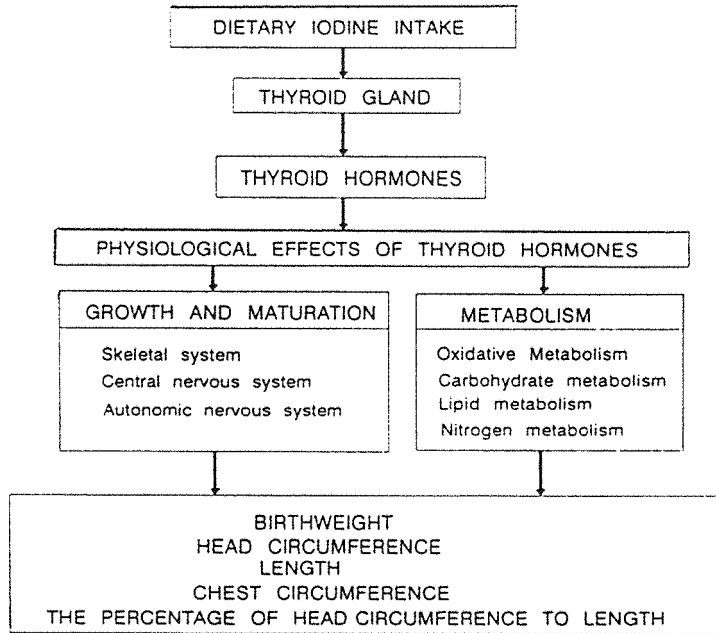 DIETARY IODINE INTAKE
THYROID GLAND
THYROID HORMONES
PHYSIOLOGICAL EFFECTS OF THYROID HORMONES
GROWTH AND MATURATION
Skeletal system
Central nervous system
Autonomic nervous system
METABOLISM
Oxidative Metabolism
Carbohydrate metabolism
Lipid metabolism
Nitrogen metabolism
BIRTHWEIGHT
HEAD CIRCUMFERENCE
LENGTH
CHEST CIRCUMFERENCE
THE PERCENTAGE OF HEAD CIRCUMFERENCE TO LENGTH